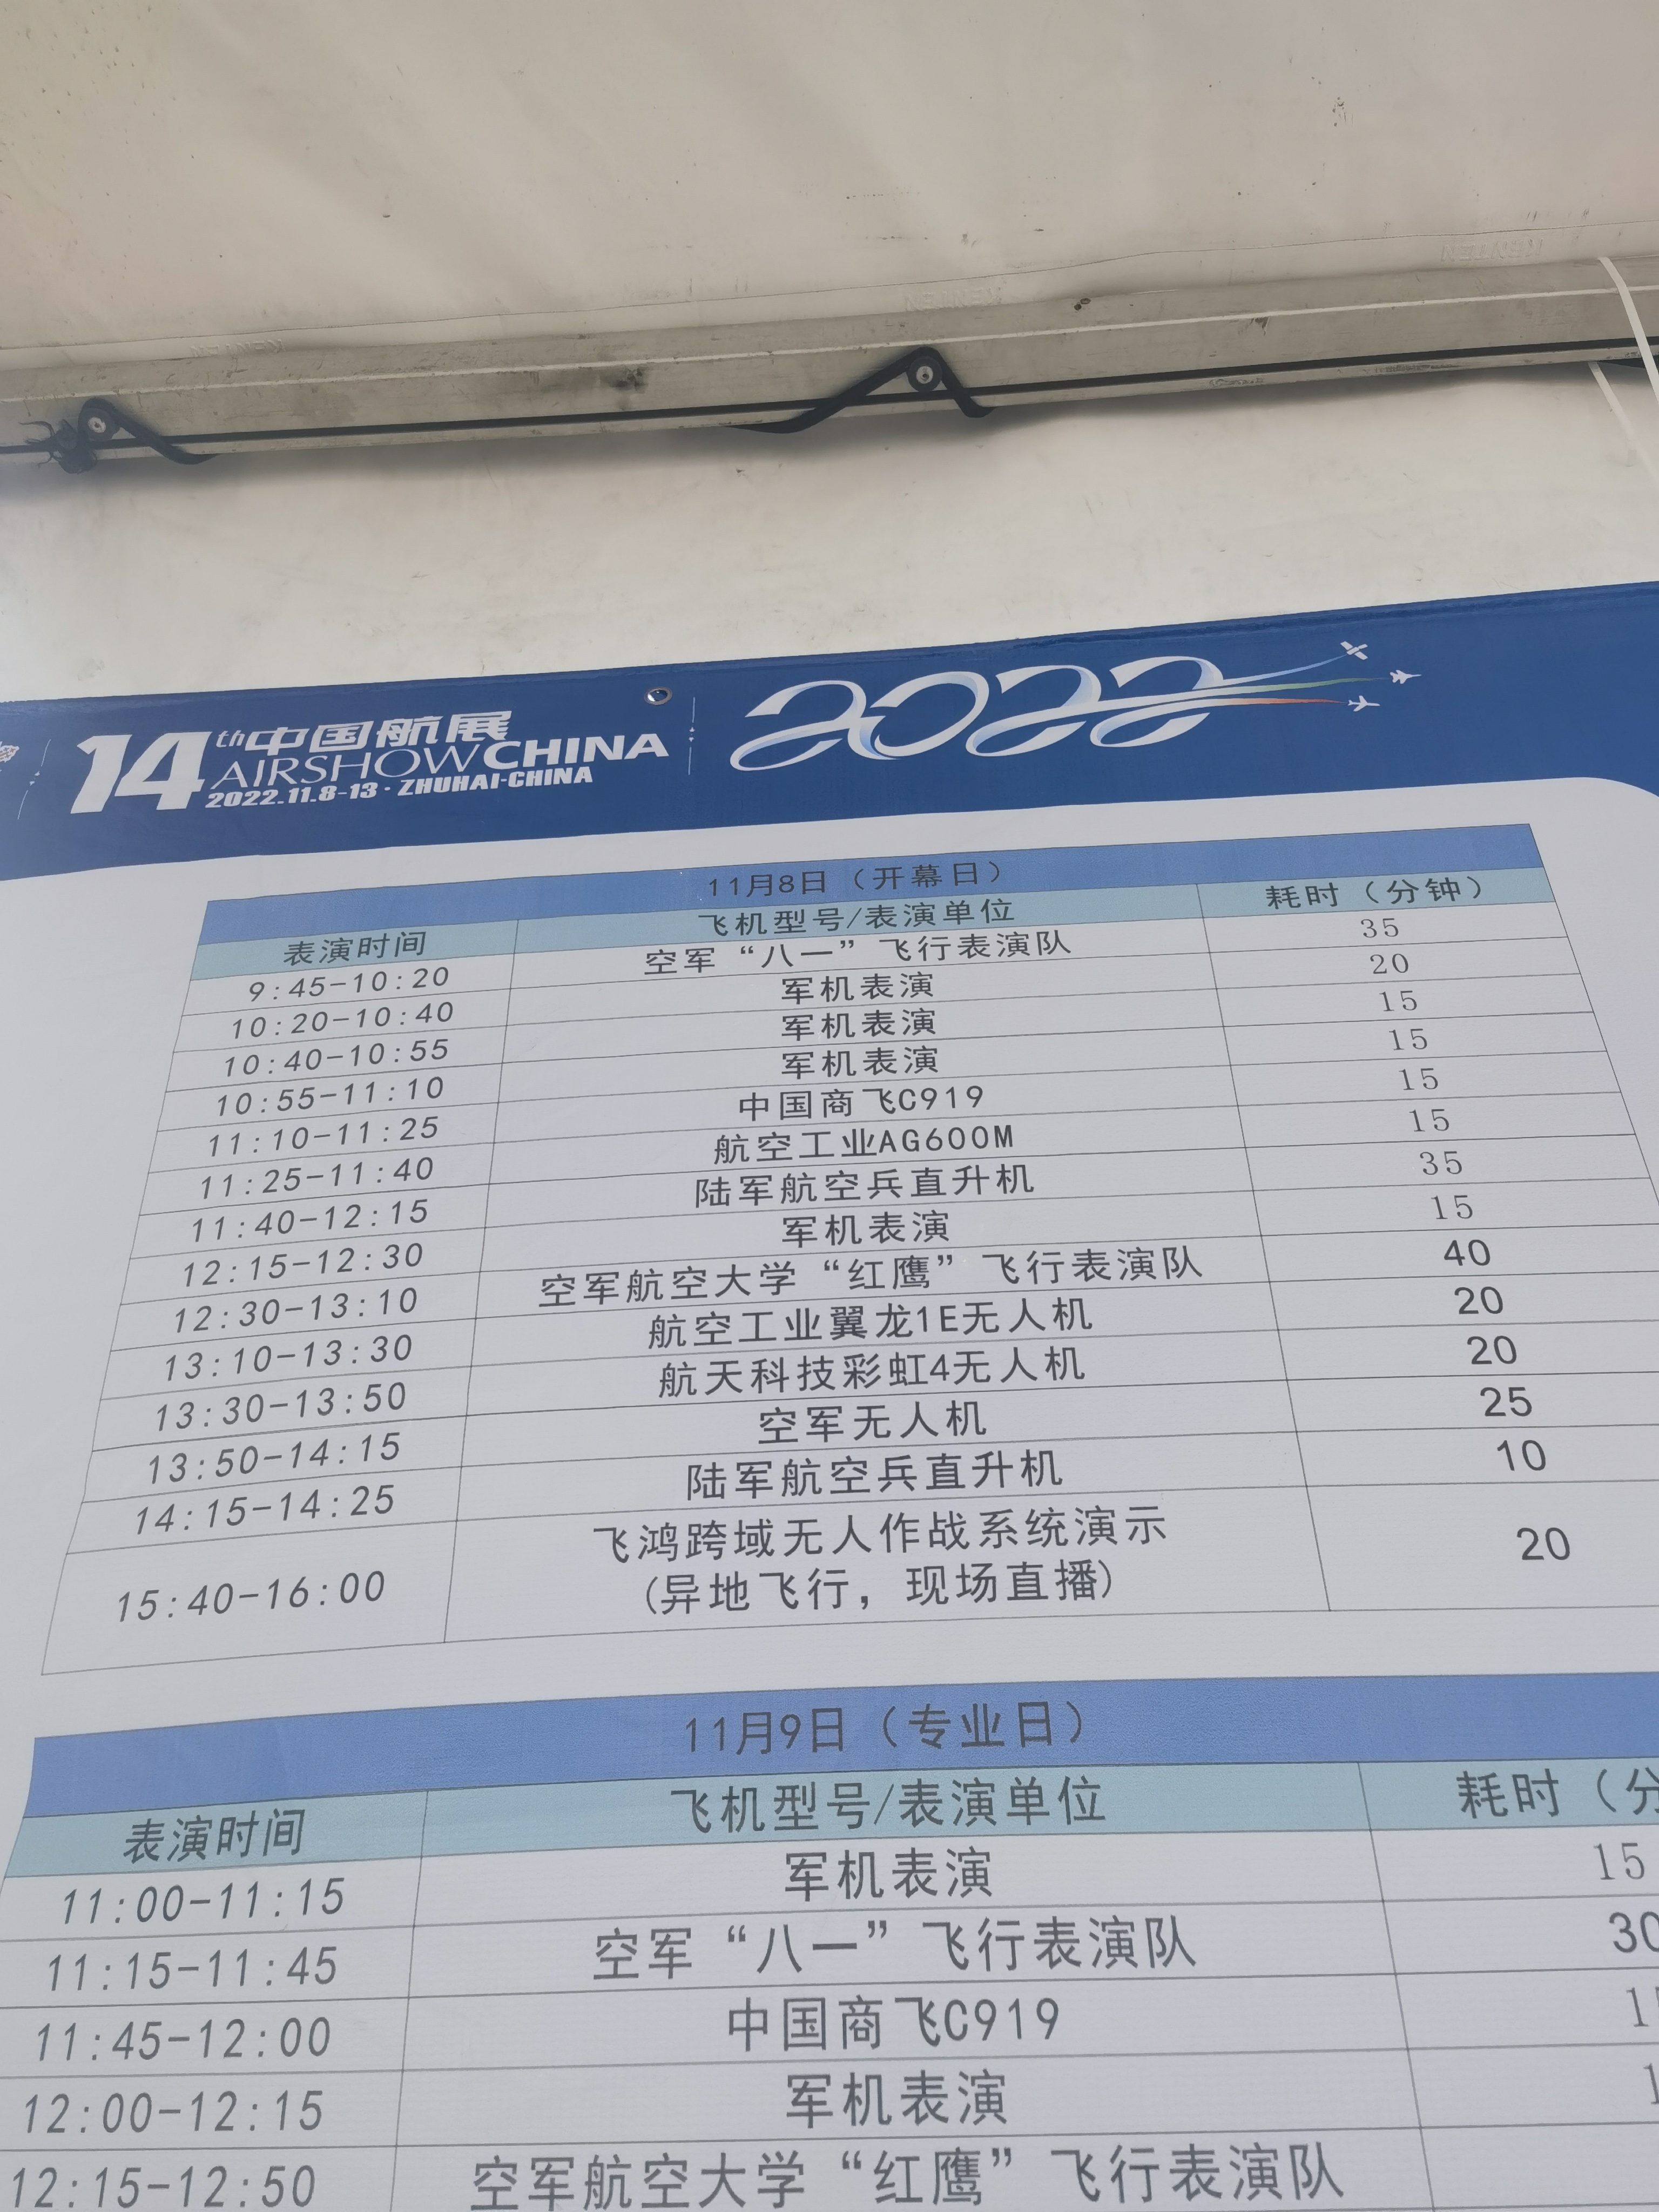 14th中国航展
AIRSHOWCHINA
2022.11.8-13·ZHUHAI·CHINA
2022
11月8日（开幕日）
表演时间 飞机型号/表演单位 耗时（分钟）
9:45-10:20 空军“八一”飞行表演队 35
10:20-10:40 军机表演 20
10:40-10:55 军机表演 15
10:55-11:10 军机表演 15
11:10-11:25 中国商飞C919 15
11:25-11:40 航空工业AG600M 15
11:40-12:15 陆军航空兵直升机 35
12:15-12:30 军机表演 15
12:30-13:10 空军航空大学“红鹰”飞行表演队 40
13:10-13:30 航空工业翼龙1E无人机 20
13:30-13:50 航天科技彩虹4无人机 20
13:50-14:15 空军无人机 25
14:15-14:25 陆军航空兵直升机 10
15:40-16:00 飞鸿跨域无人作战系统演示 20
(异地飞行，现场直播)
11月9日（专业日）
表演时间 飞机型号/表演单位 耗时（分
11:00-11:15 军机表演 15
11:15-11:45 空军“八一”飞行表演队 30
11:45-12:00 中国商飞C919
12:00-12:15 军机表演
12:15-12:50 空军航空大学“红鹰”飞行表演队